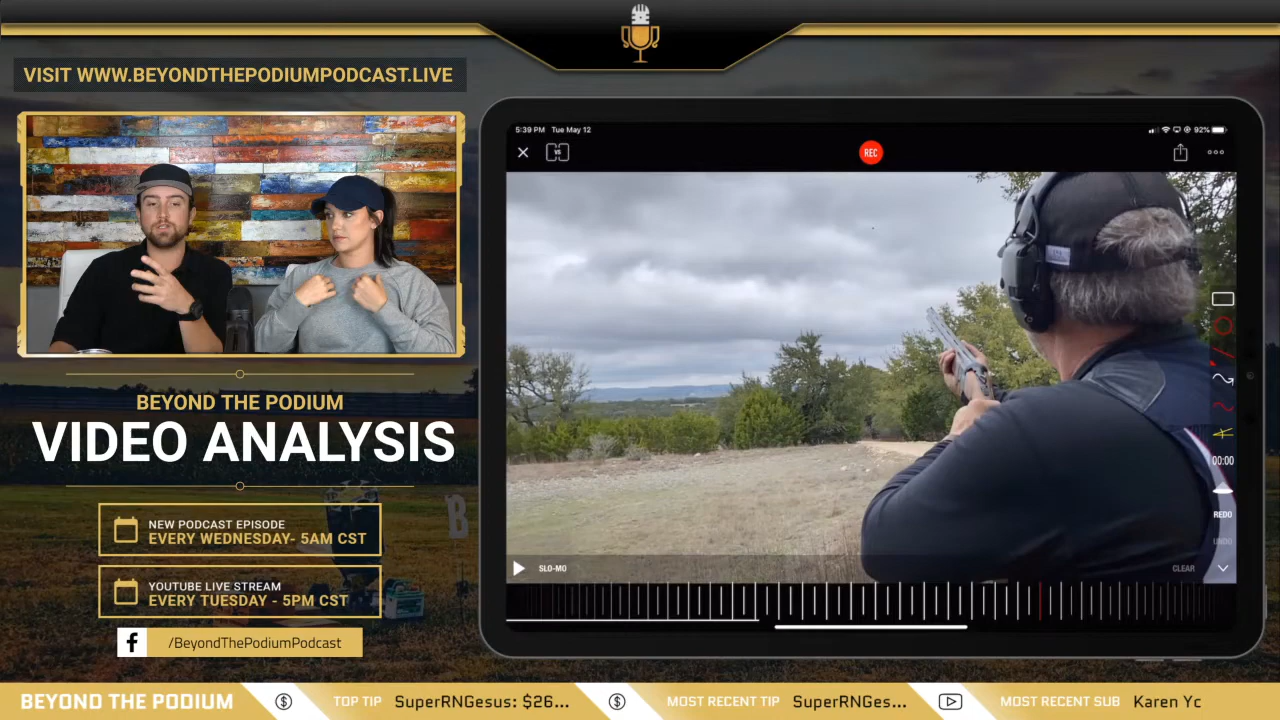 VISIT WWW.BEYONDTHEPODIUMPODCAST.LIVE
5:39 PM Tue May 12
92%
VS
REC
BEYOND THE PODIUM
VIDEO ANALYSIS
NEW PODCAST EPISODE
EVERY WEDNESDAY- 5AM CST
YOUTUBE LIVE STREAM
EVERY TUESDAY - 5PM CST
/BeyondThePodiumPodcast
00:00
REDO
UNDO
SLO-MO
CLEAR
BEYOND THE PODIUM
TOP TIP SuperRNGesus: $26...
MOST RECENT TIP SuperRNGes...
MOST RECENT SUB Karen Yc